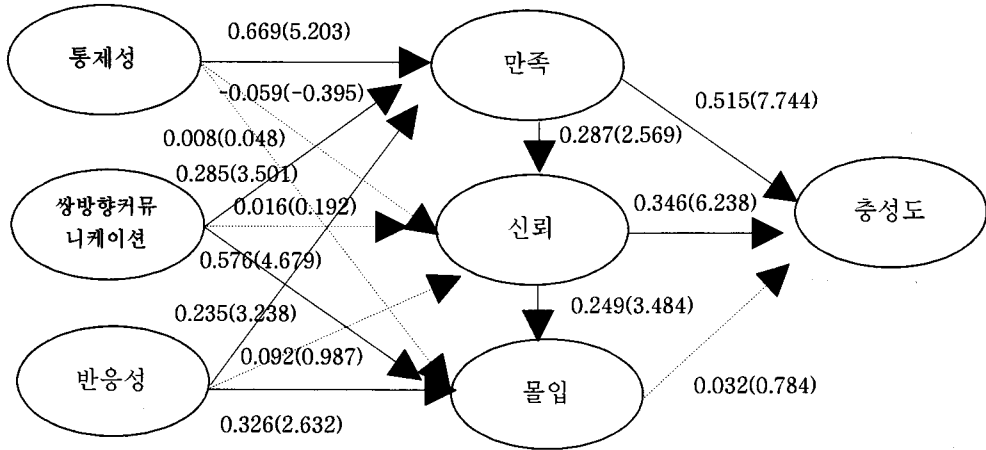 0.669(5.203)
통제성
만족
-0.059(-0.395)
0.515(7.744)
0.008(0.048)
0.287(2.569)
0.285(3.501)
쌍방향커뮤
니케이션
0.016(0.192)
신뢰
0.346(6.238)
충성도
0.576(4.679)
0.235(3.238)
0.249(3.484)
0.092(0.987)
반응성
몰입
0.032(0.784)
0.326(2.632)